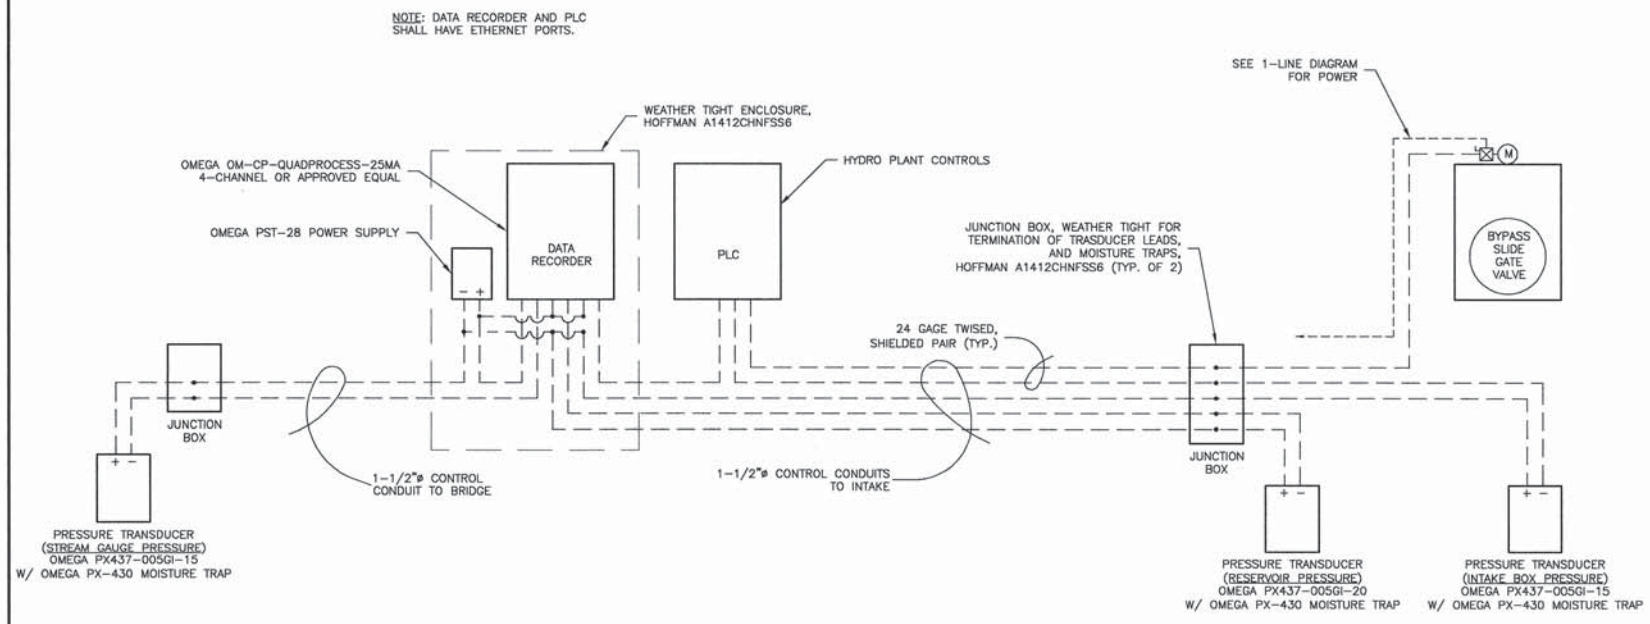 NOTE: DATA RECORDER AND PLC
SHALL HAVE ETHERNET PORTS.
SEE 1-LINE DIAGRAM
FOR POWER
WEATHER TIGHT ENCLOSURE,
HOFFMAN A1412CHNFSS6
OMEGA OM-CP-QUADPROCESS-25MA
4-CHANNEL OR APPROVED EQUAL
HYDRO PLANT CONTROLS
M
OMEGA PST-28 POWER SUPPLY
JUNCTION BOX, WEATHER TIGHT FOR
TERMINATION OF TRASDUCER LEADS,
AND MOISTURE TRAPS,
HOFFMAN A1412CHNFSS6 (TYP. OF 2)
DATA
RECORDER
PLC
BYPASS
SLIDE
GATE
VALVE
- +
24 GAGE TWISED,
SHIELDED PAIR (TYP.)
JUNCTION
BOX
JUNCTION
BOX
1-1/2"ø CONTROL
CONDUIT TO BRIDGE
1-1/2"ø CONTROL CONDUITS
TO INTAKE
+ -
+ -
+ -
PRESSURE TRANSDUCER
(STREAM GAUGE PRESSURE)
OMEGA PX437-005GI-15
W/ OMEGA PX-430 MOISTURE TRAP
PRESSURE TRANSDUCER
(RESERVOIR PRESSURE)
OMEGA PX437-005GI-20
W/ OMEGA PX-430 MOISTURE TRAP
PRESSURE TRANSDUCER
(INTAKE BOX PRESSURE)
OMEGA PX437-005GI-15
W/ OMEGA PX-430 MOISTURE TRAP